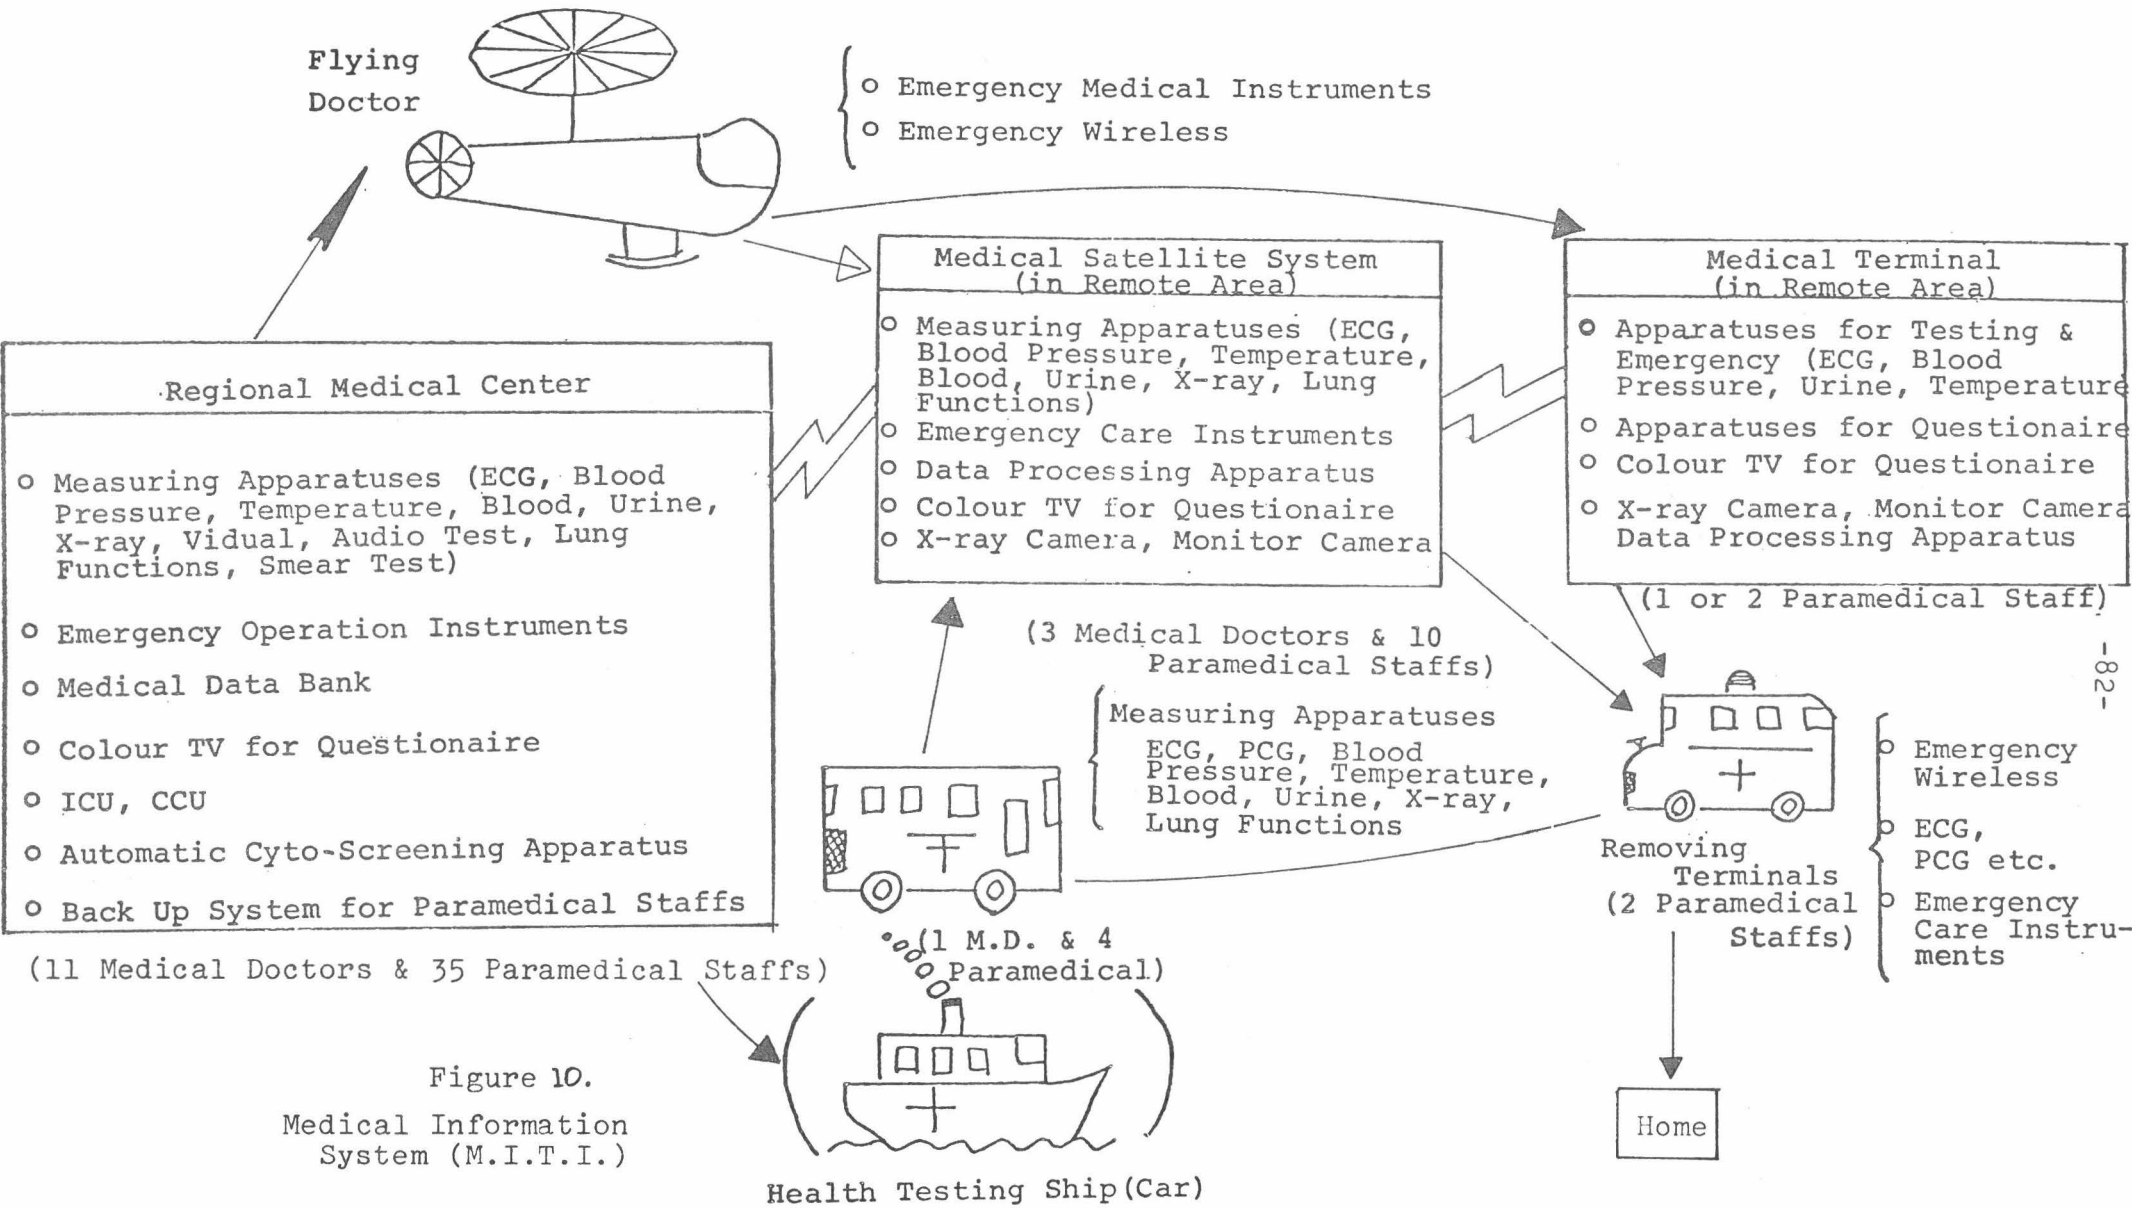 Flying
Doctor
o Emergency Medical Instruments
o Emergency Wireless
Medical Satellite System
(in Remote Area)
o Measuring Apparatuses (ECG,
Blood Pressure, Temperature,
Blood, Urine, X-ray, Lung
Functions)
o Emergency Care Instruments
o Data Processing Apparatus
o Colour TV for Questionaire
o X-ray Camera, Monitor Camera
(3 Medical Doctors & 10
Paramedical Staffs)
Medical Terminal
(in Remote Area)
o Apparatuses for Testing &
Emergency (ECG, Blood
Pressure, Urine, Temperature
o Apparatuses for Questionaire
o Colour TV for Questionaire
o X-ray Camera, Monitor Camera
Data Processing Apparatus
(1 or 2 Paramedical Staff)
-82-
Regional Medical Center
o Measuring Apparatuses (ECG, Blood
Pressure, Temperature, Blood, Urine,
X-ray, Vidual, Audio Test, Lung
Functions, Smear Test)
o Emergency Operation Instruments
o Medical Data Bank
o Colour TV for Questionaire
o ICU, CCU
o Automatic Cyto-Screening Apparatus
o Back Up System for Paramedical Staffs
(11 Medical Doctors & 35 Paramedical Staffs)
Measuring Apparatuses
ECG, PCG, Blood
Pressure, Temperature,
Blood, Urine, X-ray,
Lung Functions
(1 M.D. & 4
Paramedical)
Removing
Terminals
(2 Paramedical
Staffs)
o Emergency
Wireless
o ECG,
PCG etc.
o Emergency
Care Instru-
ments
Home
Health Testing Ship(Car)
Figure 10.
Medical Information
System (M.I.T.I.)